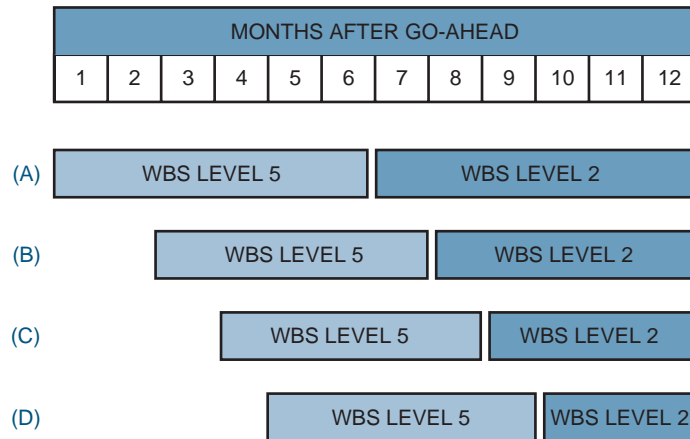 MONTHS AFTER GO-AHEAD
1 2 3 4 5 6 7 8 9 10 11 12
(A) WBS LEVEL 5 WBS LEVEL 2
(B) WBS LEVEL 5 WBS LEVEL 2
(C) WBS LEVEL 5 WBS LEVEL 2
(D) WBS LEVEL 5 WBS LEVEL 2